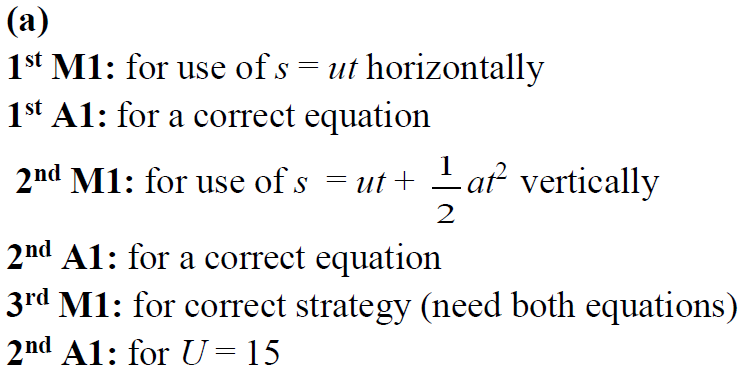 (a)
1st M1: for use of s = ut horizontally
1st A1: for a correct equation
2nd M1: for use of s = ut + 1/2 at² vertically
2nd A1: for a correct equation
3rd M1: for correct strategy (need both equations)
2nd A1: for U = 15